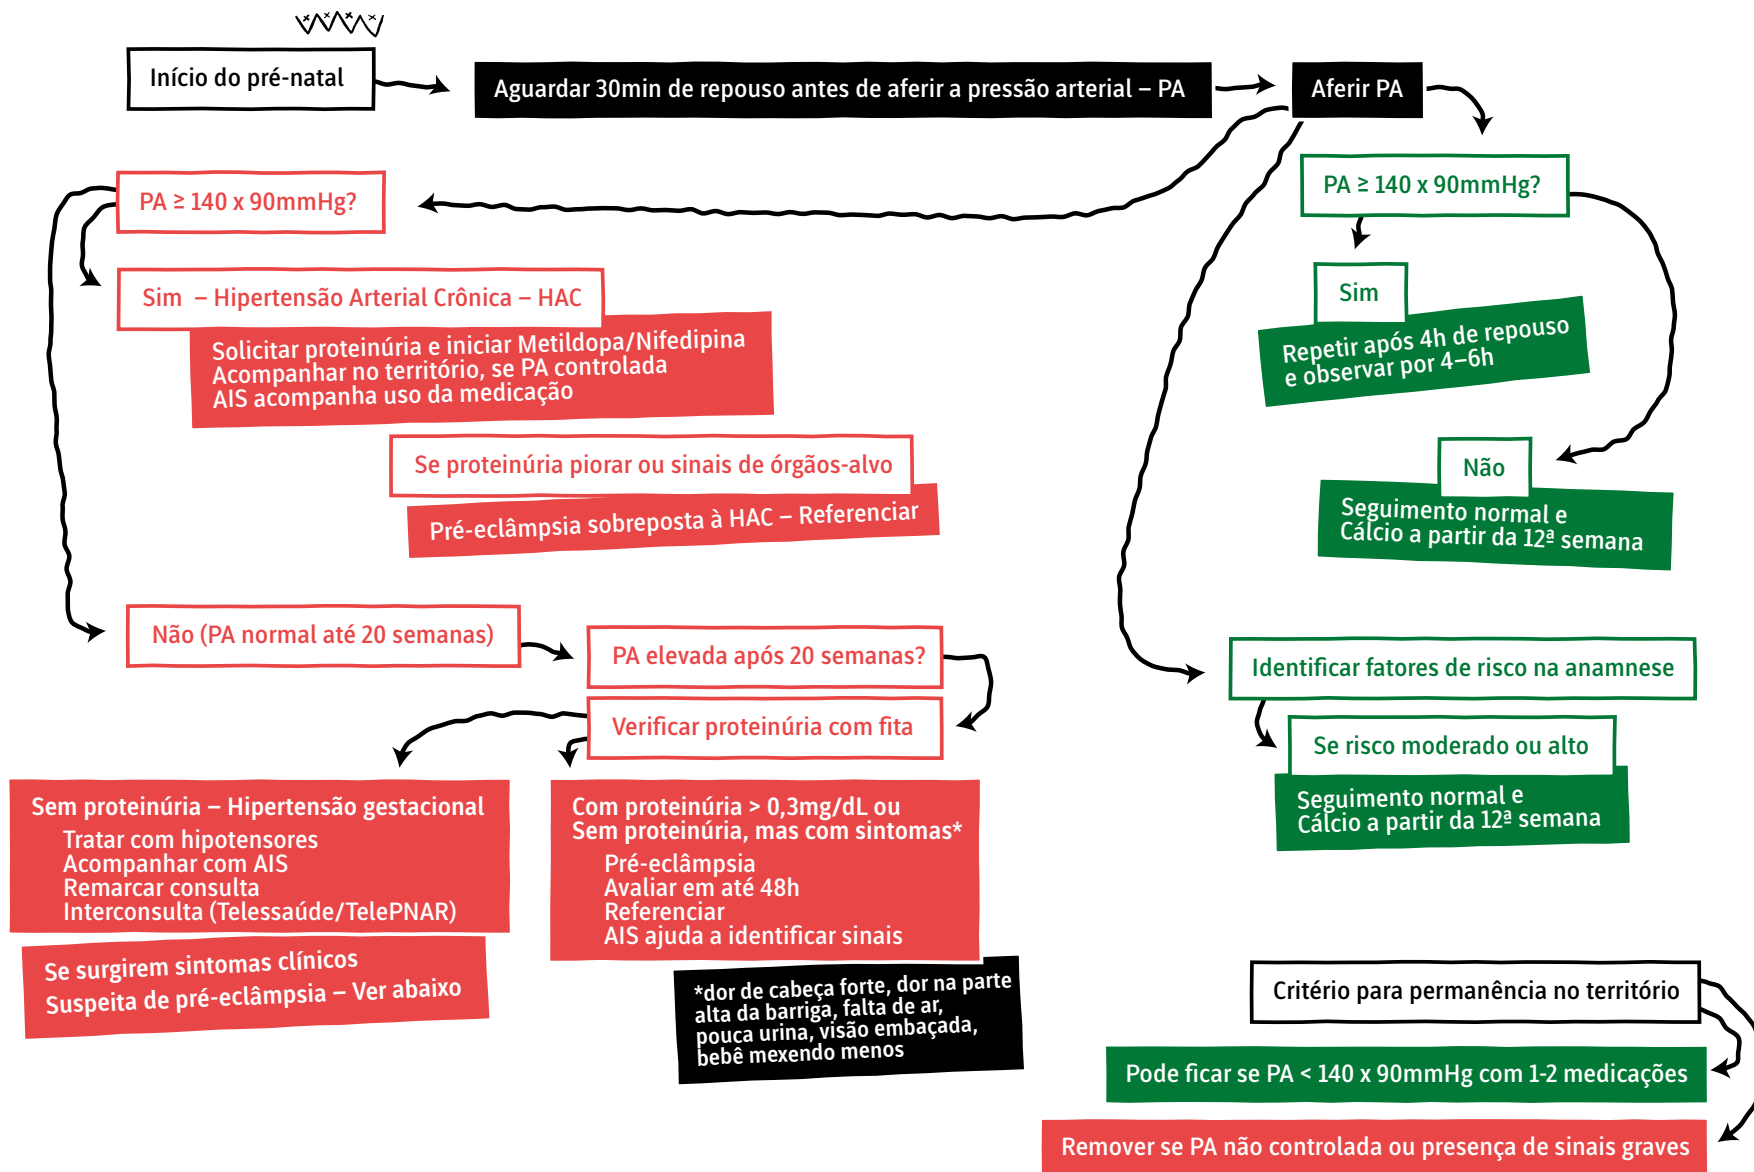 Início do pré-natal
Aguardar 30min de repouso antes de aferir a pressão arterial – PA
Aferir PA
PA ≥ 140 x 90mmHg?
Sim – Hipertensão Arterial Crônica – HAC
Solicitar proteinúria e iniciar Metildopa/Nifedipina
Acompanhar no território, se PA controlada
AIS acompanha uso da medicação
Se proteinúria piorar ou sinais de órgãos-alvo
Pré-eclâmpsia sobreposta à HAC – Referenciar
Não (PA normal até 20 semanas)
PA elevada após 20 semanas?
Verificar proteinúria com fita
Sem proteinúria – Hipertensão gestacional
Tratar com hipotensores
Acompanhar com AIS
Remarcar consulta
Interconsulta (Telessaúde/TelePNAR)
Se surgirem sintomas clínicos
Suspeita de pré-eclâmpsia – Ver abaixo
Com proteinúria > 0,3mg/dL ou
Sem proteinúria, mas com sintomas*
Pré-eclâmpsia
Avaliar em até 48h
Referenciar
AIS ajuda a identificar sinais
*dor de cabeça forte, dor na parte
alta da barriga, falta de ar,
pouca urina, visão embaçada,
bebê mexendo menos
PA ≥ 140 x 90mmHg?
Sim
Repetir após 4h de repouso
e observar por 4–6h
Não
Seguimento normal e
Cálcio a partir da 12ª semana
Identificar fatores de risco na anamnese
Se risco moderado ou alto
Seguimento normal e
Cálcio a partir da 12ª semana
Critério para permanência no território
Pode ficar se PA < 140 x 90mmHg com 1-2 medicações
Remover se PA não controlada ou presença de sinais graves